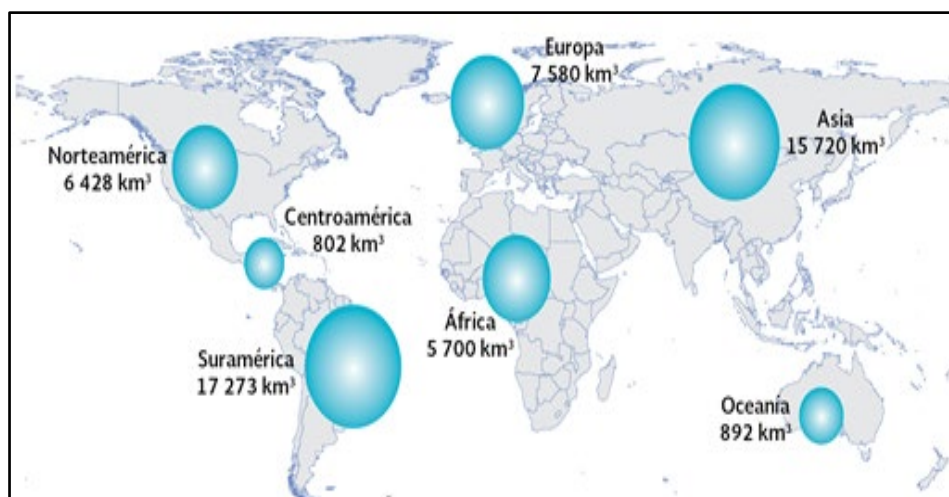 Europa
7 580 km³
Asia
15 720 km³
Norteamérica
6 428 km³
Centroamérica
802 km³
África
5 700 km³
Suramérica
17 273 km³
Oceanía
892 km³